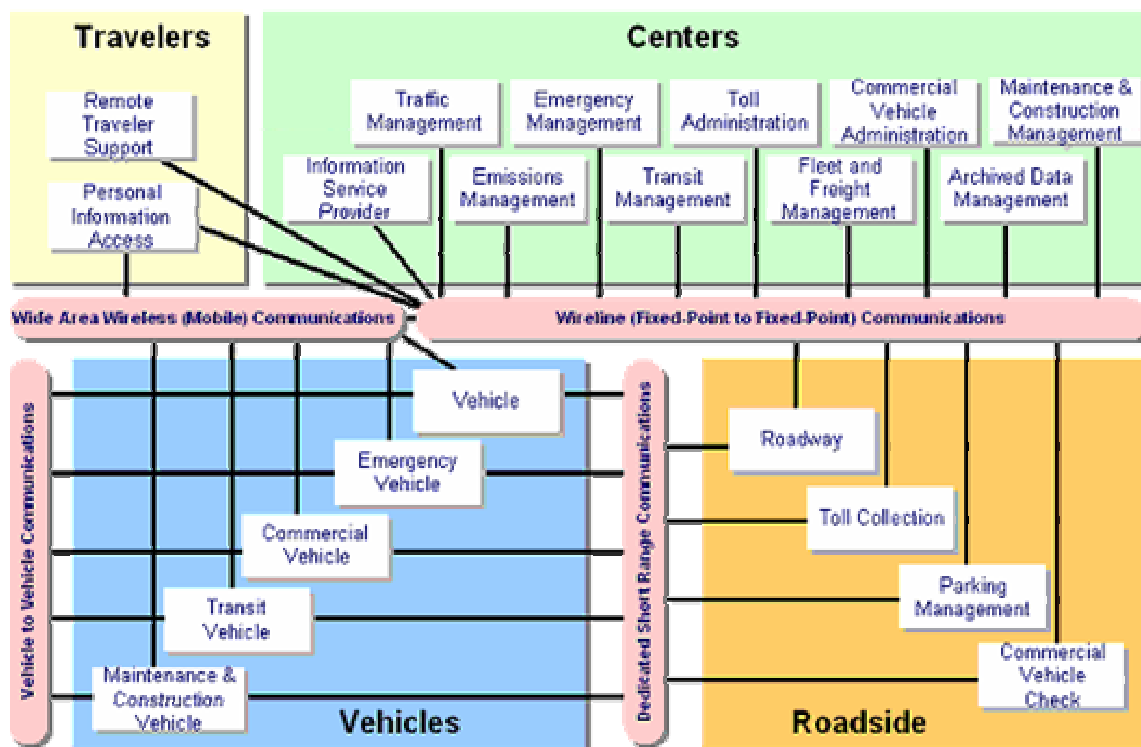 Travelers
Remote
Traveler
Support
Personal
Information
Access
Centers
Traffic
Management
Emergency
Management
Toll
Administration
Commercial
Vehicle
Administration
Maintenance &
Construction
Management
Information
Service
Provider
Emissions
Management
Transit
Management
Fleet and
Freight
Management
Archived Data
Management
Wide Area Wireless (Mobile) Communications
Wireline (Fixed-Point to Fixed-Point) Communications
Vehicle to Vehicle Communications
Vehicle
Emergency
Vehicle
Commercial
Vehicle
Transit
Vehicle
Maintenance &
Construction
Vehicle
Vehicles
Dedicated Short Range Communications
Roadway
Toll Collection
Parking
Management
Commercial
Vehicle
Check
Roadside